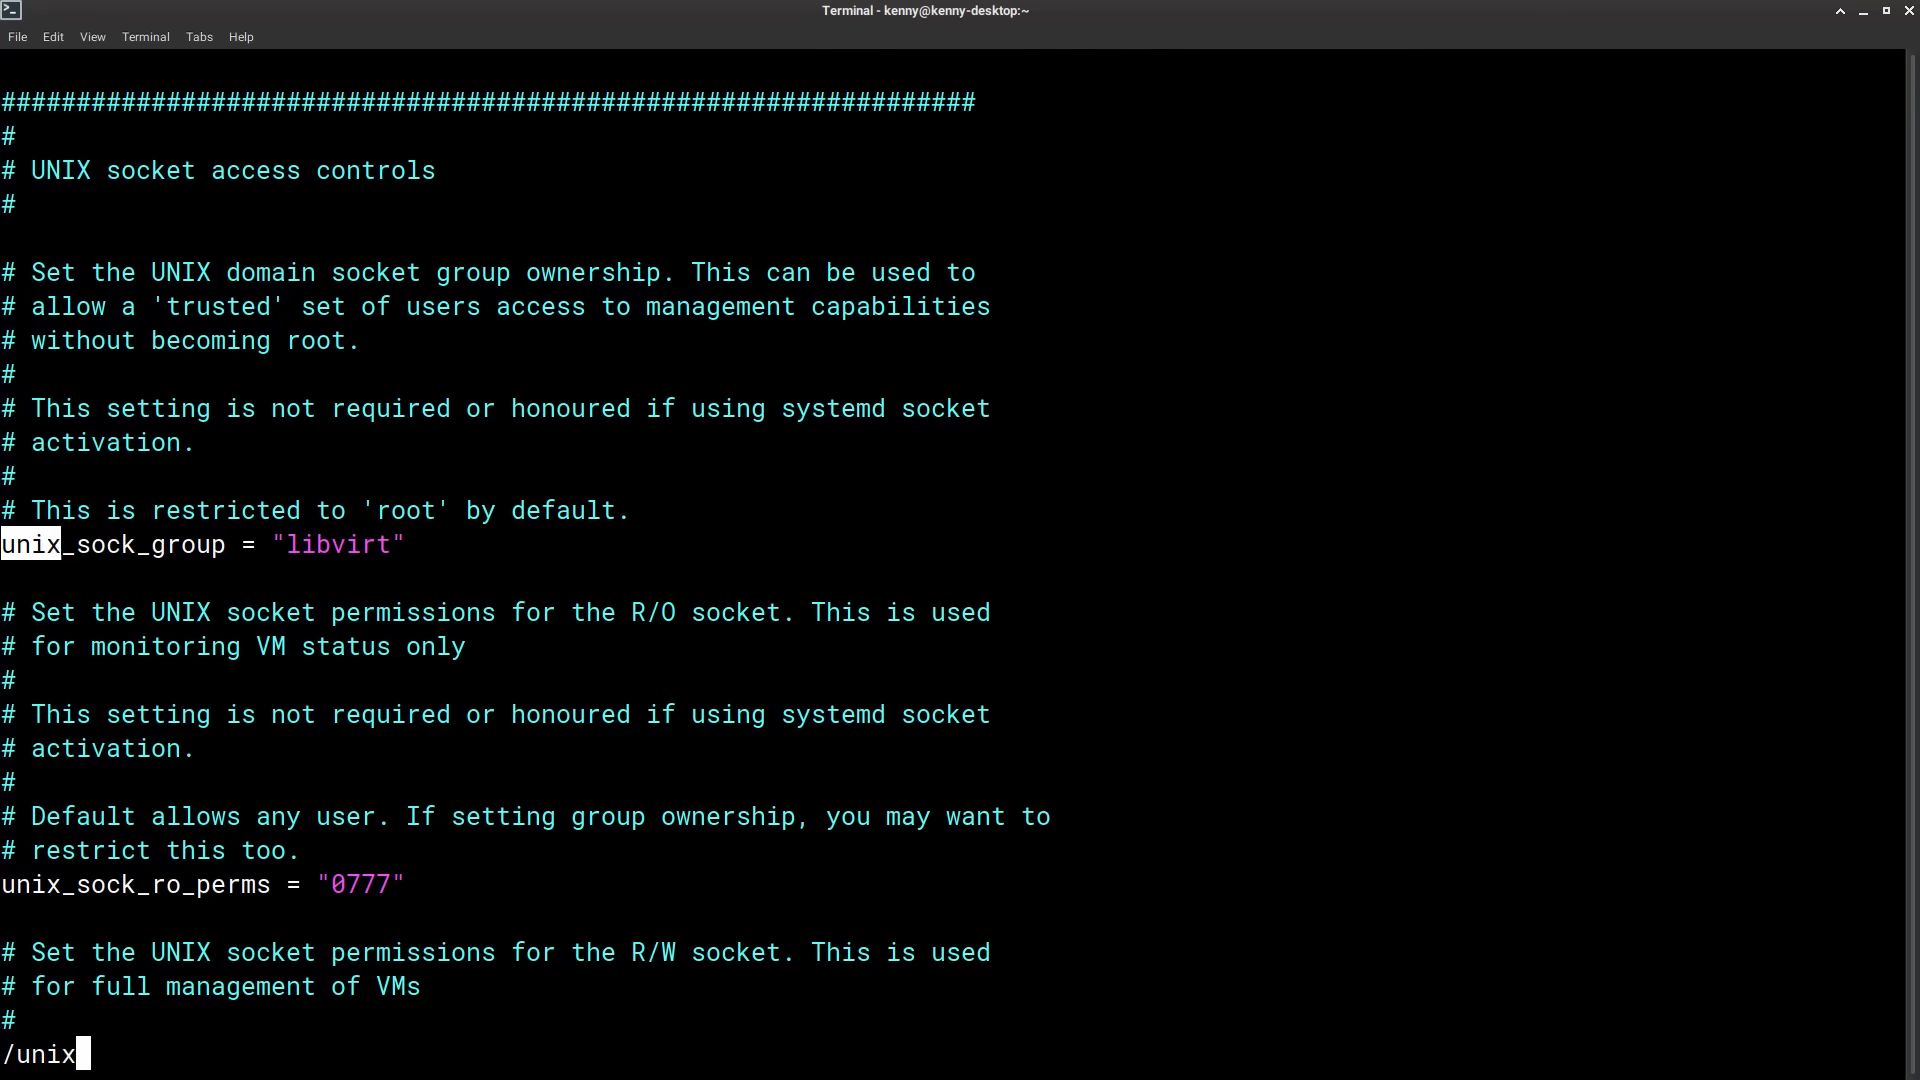 Terminal - kenny@kenny-desktop:~
File Edit View Terminal Tabs Help
#################################################################
#
# UNIX socket access controls
#
# Set the UNIX domain socket group ownership. This can be used to
# allow a 'trusted' set of users access to management capabilities
# without becoming root.
#
# This setting is not required or honoured if using systemd socket
# activation.
#
# This is restricted to 'root' by default.
unix_sock_group = "libvirt"
# Set the UNIX socket permissions for the R/O socket. This is used
# for monitoring VM status only
#
# This setting is not required or honoured if using systemd socket
# activation.
#
# Default allows any user. If setting group ownership, you may want to
# restrict this too.
unix_sock_ro_perms = "0777"
# Set the UNIX socket permissions for the R/W socket. This is used
# for full management of VMs
#
/unix